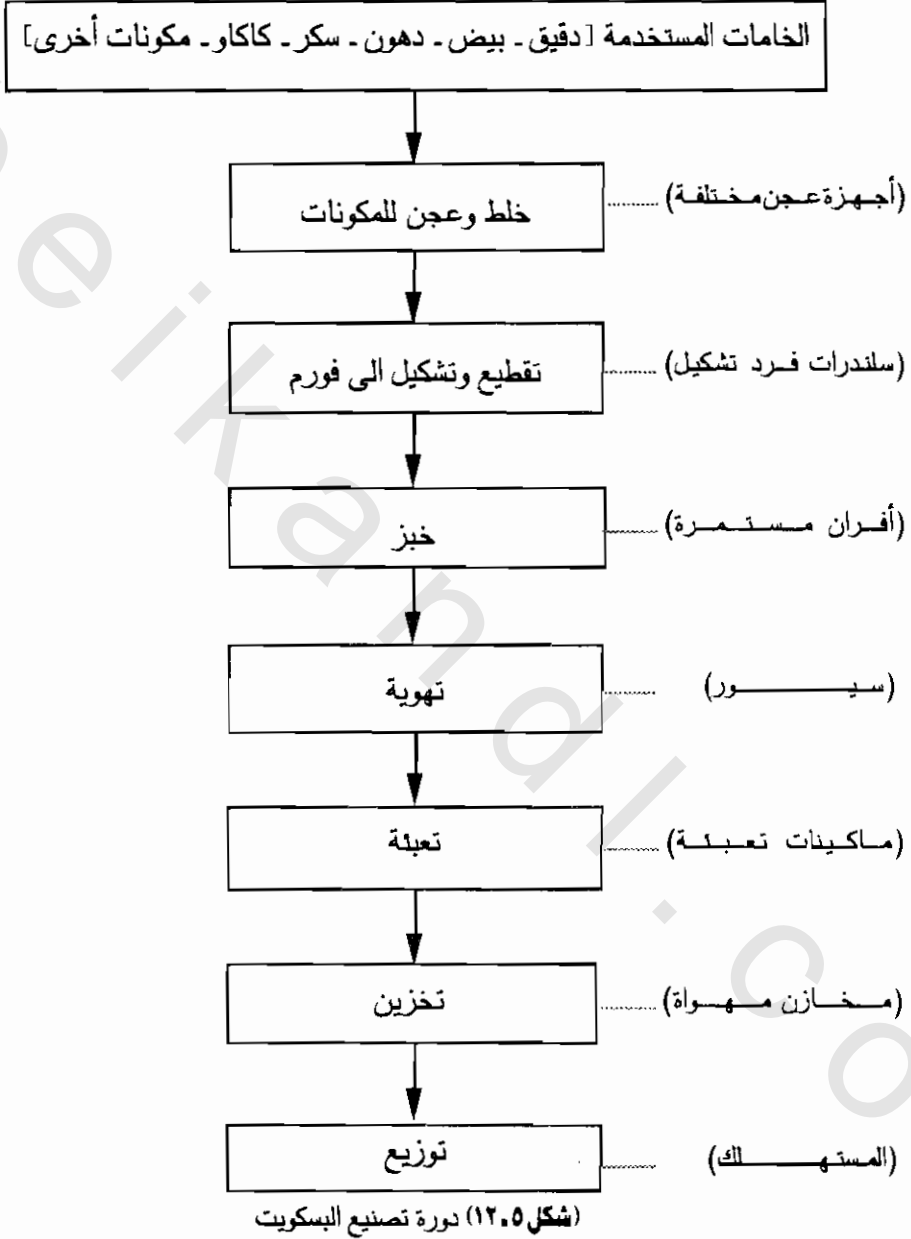 الخامات المستخدمة [دقيق - بيض - دهون - سكر - كاكاو - مكونات أخرى]
خلط وعجن للمكونات
(أجهزة عجن مختلفة)
تقطيع وتشكيل الى فورم
(سلندرات فرد تشكيل)
خبز
(أفران مستمرة)
تهوية
(سيور)
تعبئة
(ماكينات تعبئة)
تخزين
(مخازن مهواة)
توزيع
(المستهلك)
(شكل ١٢،٥) دورة تصنيع البسكويت
eikandl.co